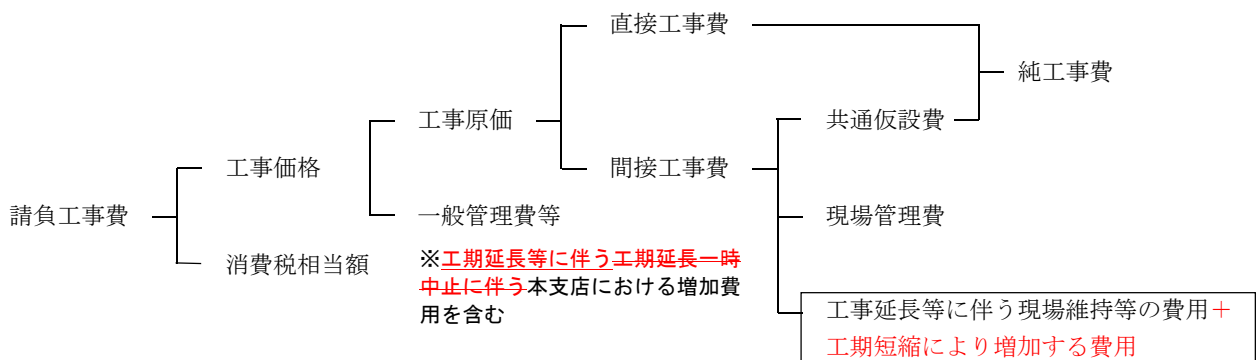 直接工事費
純工事費
工事原価
共通仮設費
工事価格
間接工事費
請負工事費
一般管理費等
現場管理費
消費税相当額
※工期延長等に伴う工期延長一時
中止に伴う本支店における増加費
用を含む
工事延長等に伴う現場維持等の費用+
工期短縮により増加する費用